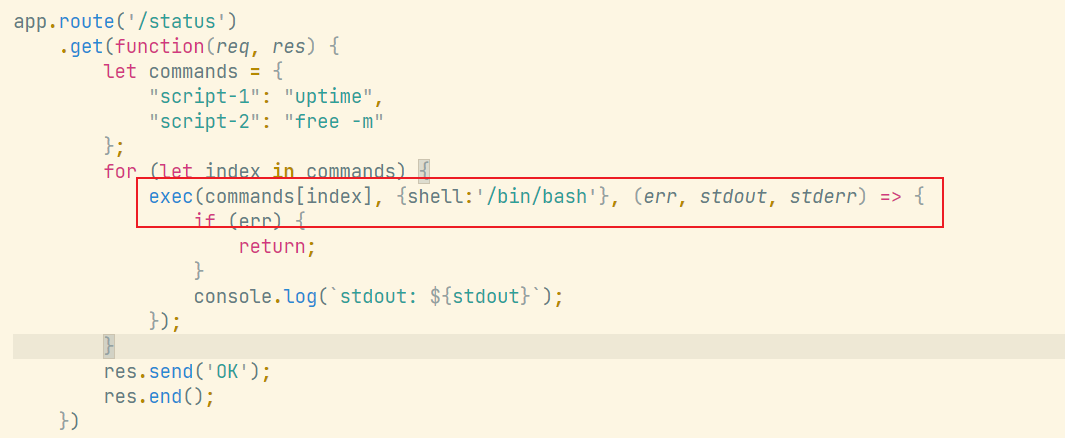 app.route('/status')
    .get(function(req, res) {
        let commands = {
            "script-1": "uptime",
            "script-2": "free -m"
        };
        for (let index in commands) {
            exec(commands[index], {shell:'/bin/bash'}, (err, stdout, stderr) => {
                if (err) {
                    return;
                }
                console.log(`stdout: ${stdout}`);
            });
        }
        res.send('OK');
        res.end();
    })